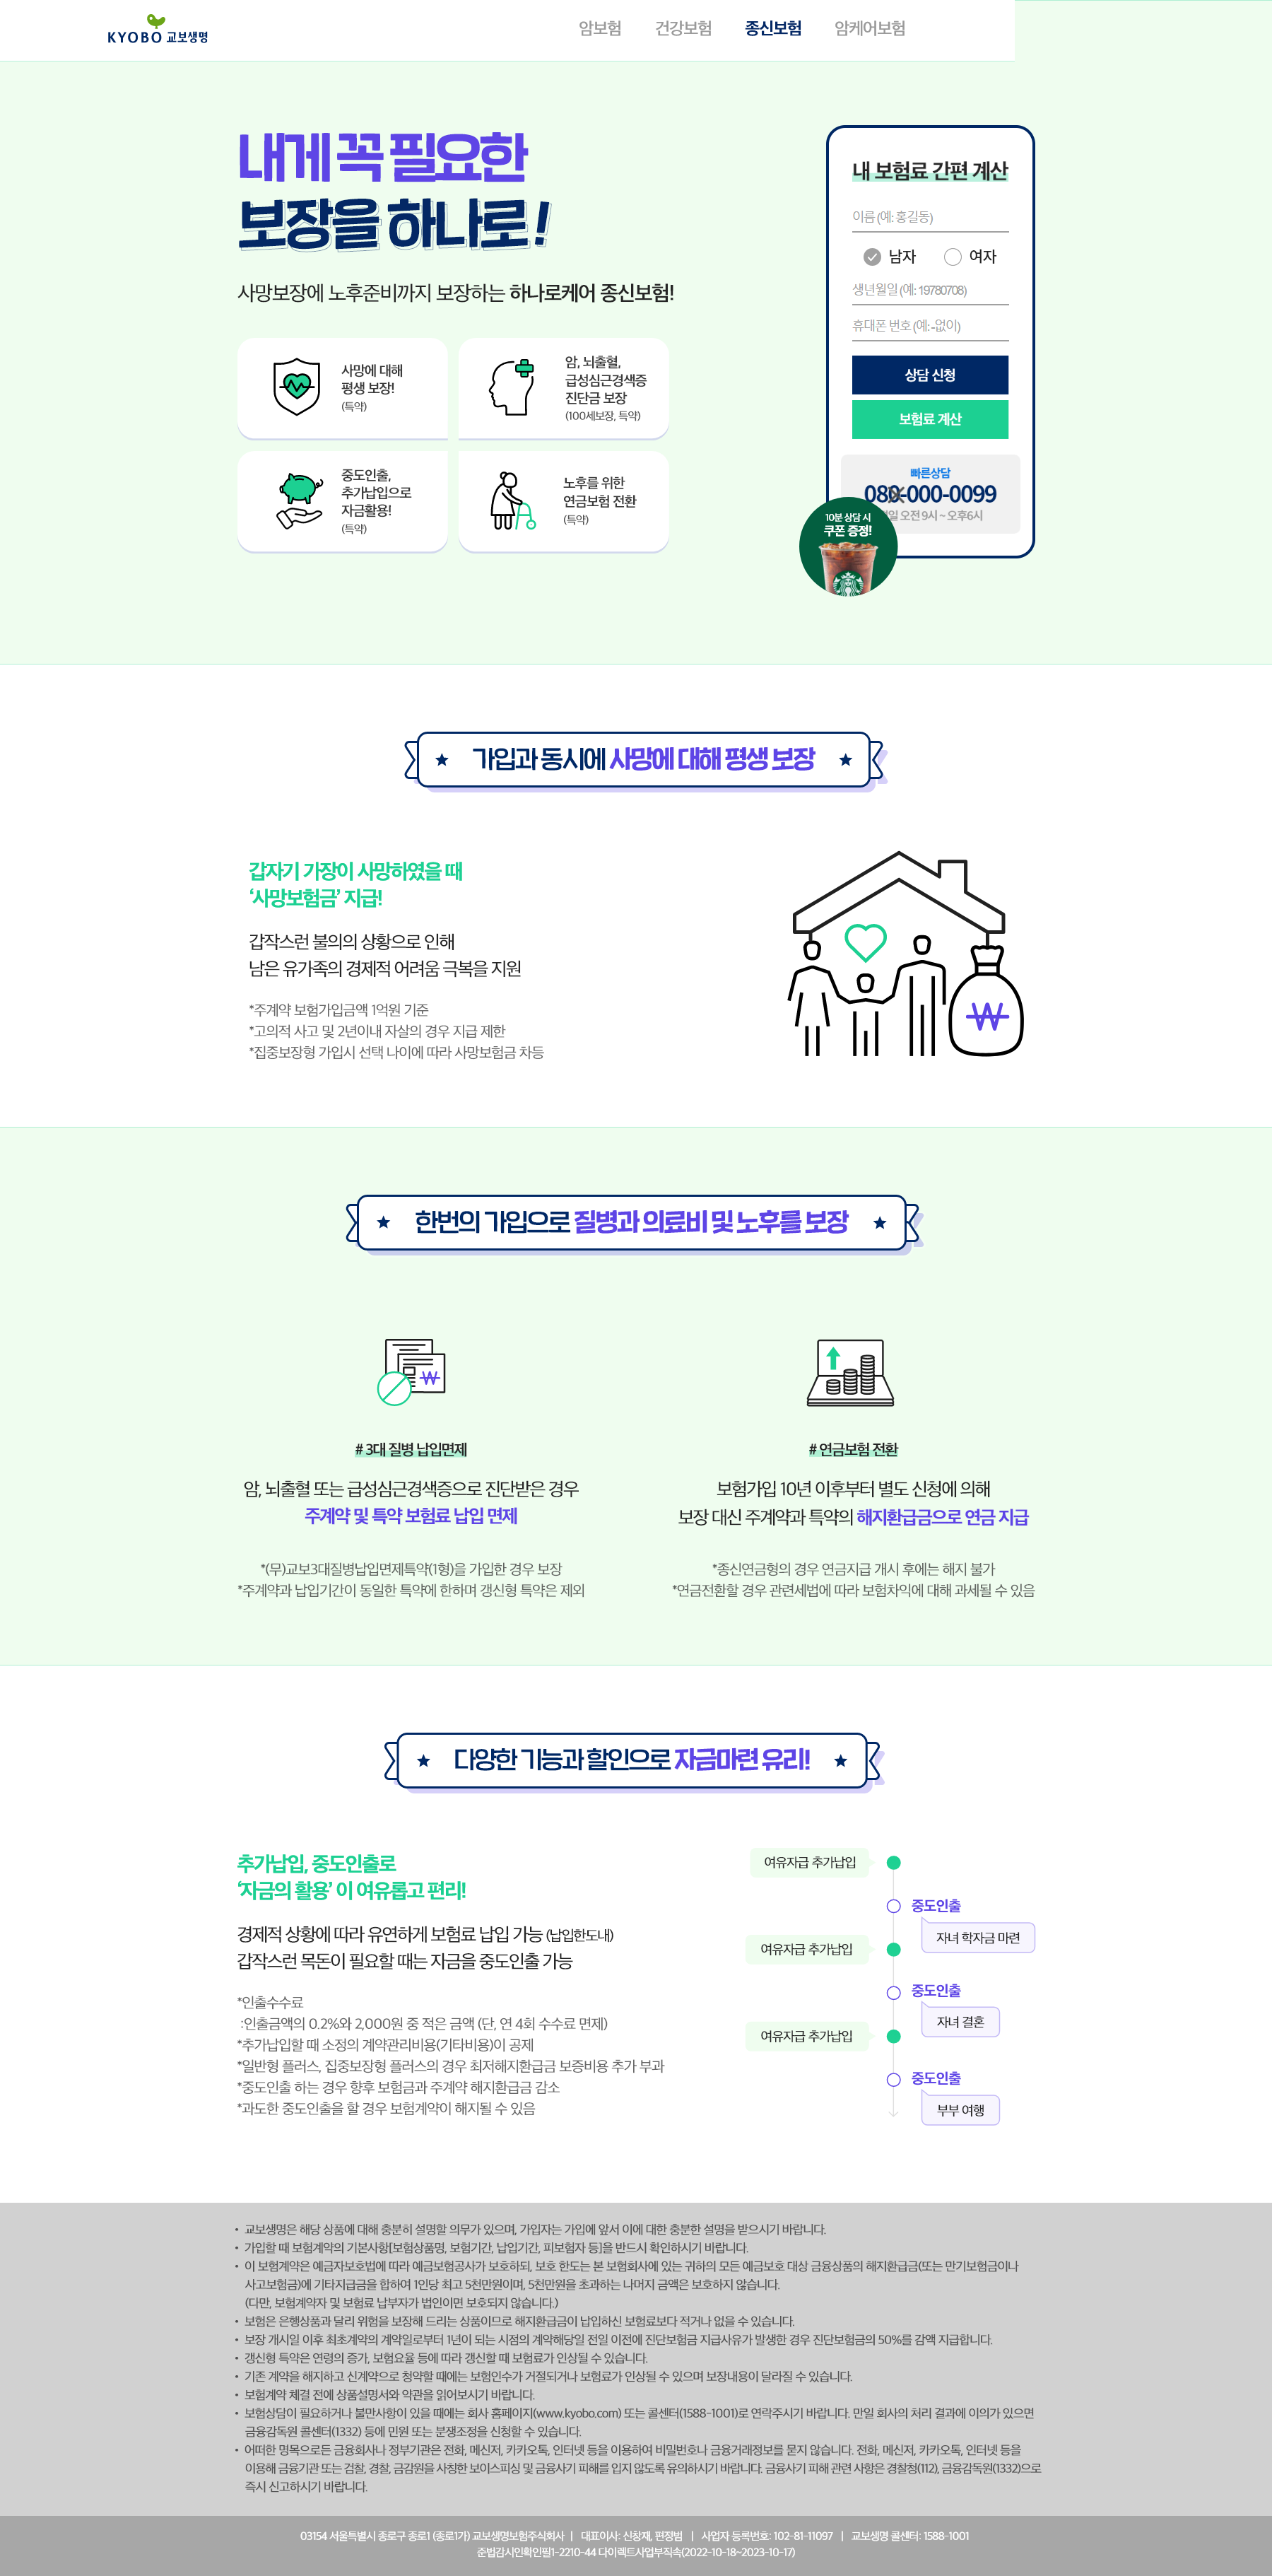 KYOBO 교보생명
암보험 건강보험 종신보험 암케어보험
내게 꼭 필요한
보장을 하나로!
사망보장에 노후준비까지 보장하는 하나로케어 종신보험!
사망에 대해
평생 보장!
(특약)
암, 뇌출혈,
급성심근경색증
진단금 보장
(100세보장, 특약)
중도인출,
추가납입으로
자금활용!
(특약)
노후를 위한
연금보험 전환
(특약)
내 보험료 간편 계산
이름 (예: 홍길동)
남자 여자
생년월일 (예: 19780708)
휴대폰 번호 (예: -없이)
상담 신청
보험료 계산
빠른상담
080-000-0099
일 오전 9시 ~ 오후6시
10분 상담 시
쿠폰 증정!
가입과 동시에 사망에 대해 평생 보장
갑자기 가장이 사망하였을 때
‘사망보험금’ 지급!
갑작스런 불의의 상황으로 인해
남은 유가족의 경제적 어려움 극복을 지원
*주계약 보험가입금액 1억원 기준
*고의적 사고 및 2년이내 자살의 경우 지급 제한
*집중보장형 가입시 선택 나이에 따라 사망보험금 차등
한번의 가입으로 질병과 의료비 및 노후를 보장
# 3대 질병 납입면제
암, 뇌출혈 또는 급성심근경색증으로 진단받은 경우
주계약 및 특약 보험료 납입 면제
*(무)교보3대질병납입면제특약(1형)을 가입한 경우 보장
*주계약과 납입기간이 동일한 특약에 한하며 갱신형 특약은 제외
# 연금보험 전환
보험가입 10년 이후부터 별도 신청에 의해
보장 대신 주계약과 특약의 해지환급금으로 연금 지급
*종신연금형의 경우 연금지급 개시 후에는 해지 불가
*연금전환할 경우 관련세법에 따라 보험차익에 대해 과세될 수 있음
다양한 기능과 할인으로 자금마련 유리!
추가납입, 중도인출로
‘자금의 활용’ 이 여유롭고 편리!
경제적 상황에 따라 유연하게 보험료 납입 가능 (납입한도내)
갑작스런 목돈이 필요할 때는 자금을 중도인출 가능
*인출수수료
:인출금액의 0.2%와 2,000원 중 적은 금액 (단, 연 4회 수수료 면제)
*추가납입할 때 소정의 계약관리비용(기타비용)이 공제
*일반형 플러스, 집중보장형 플러스의 경우 최저해지환급금 보증비용 추가 부과
*중도인출 하는 경우 향후 보험금과 주계약 해지환급금 감소
*과도한 중도인출을 할 경우 보험계약이 해지될 수 있음
여유자금 추가납입
중도인출
자녀 학자금 마련
여유자금 추가납입
중도인출
자녀 결혼
여유자금 추가납입
중도인출
부부 여행
• 교보생명은 해당 상품에 대해 충분히 설명할 의무가 있으며, 가입자는 가입에 앞서 이에 대한 충분한 설명을 받으시기 바랍니다.
• 가입할 때 보험계약의 기본사항[보험상품명, 보험기간, 납입기간, 피보험자 등]을 반드시 확인하시기 바랍니다.
• 이 보험계약은 예금자보호법에 따라 예금보험공사가 보호하되, 보호 한도는 본 보험회사에 있는 귀하의 모든 예금보호 대상 금융상품의 해지환급금(또는 만기보험금이나
사고보험금)에 기타지급금을 합하여 1인당 최고 5천만원이며, 5천만원을 초과하는 나머지 금액은 보호하지 않습니다.
(다만, 보험계약자 및 보험료 납부자가 법인이면 보호되지 않습니다.)
• 보험은 은행상품과 달리 위험을 보장해 드리는 상품이므로 해지환급금이 납입하신 보험료보다 적거나 없을 수 있습니다.
• 보장 개시일 이후 최초계약의 계약일로부터 1년이 되는 시점의 계약해당일 전일 이전에 진단보험금 지급사유가 발생한 경우 진단보험금의 50%를 감액 지급합니다.
• 갱신형 특약은 연령의 증가, 보험요율 등에 따라 갱신할 때 보험료가 인상될 수 있습니다.
• 기존 계약을 해지하고 신계약으로 청약할 때에는 보험인수가 거절되거나 보험료가 인상될 수 있으며 보장내용이 달라질 수 있습니다.
• 보험계약 체결 전에 상품설명서와 약관을 읽어보시기 바랍니다.
• 보험상담이 필요하거나 불만사항이 있을 때에는 회사 홈페이지(www.kyobo.com) 또는 콜센터(1588-1001)로 연락주시기 바랍니다. 만일 회사의 처리 결과에 이의가 있으면
금융감독원 콜센터(1332) 등에 민원 또는 분쟁조정을 신청할 수 있습니다.
• 어떠한 명목으로든 금융회사나 정부기관은 전화, 메신저, 카카오톡, 인터넷 등을 이용하여 비밀번호나 금융거래정보를 묻지 않습니다. 전화, 메신저, 카카오톡, 인터넷 등을
이용해 금융기관 또는 검찰, 경찰, 금감원을 사칭한 보이스피싱 및 금융사기 피해를 입지 않도록 유의하시기 바랍니다. 금융사기 피해 관련 사항은 경찰청(112), 금융감독원(1332)으로
즉시 신고하시기 바랍니다.
03154 서울특별시 종로구 종로1 (종로1가) 교보생명보험주식회사 | 대표이사: 신창재, 편정범 | 사업자 등록번호: 102-81-11097 | 교보생명 콜센터: 1588-1001
준법감시인확인필1-2210-44 다이렉트사업부직속(2022-10-18~2023-10-17)